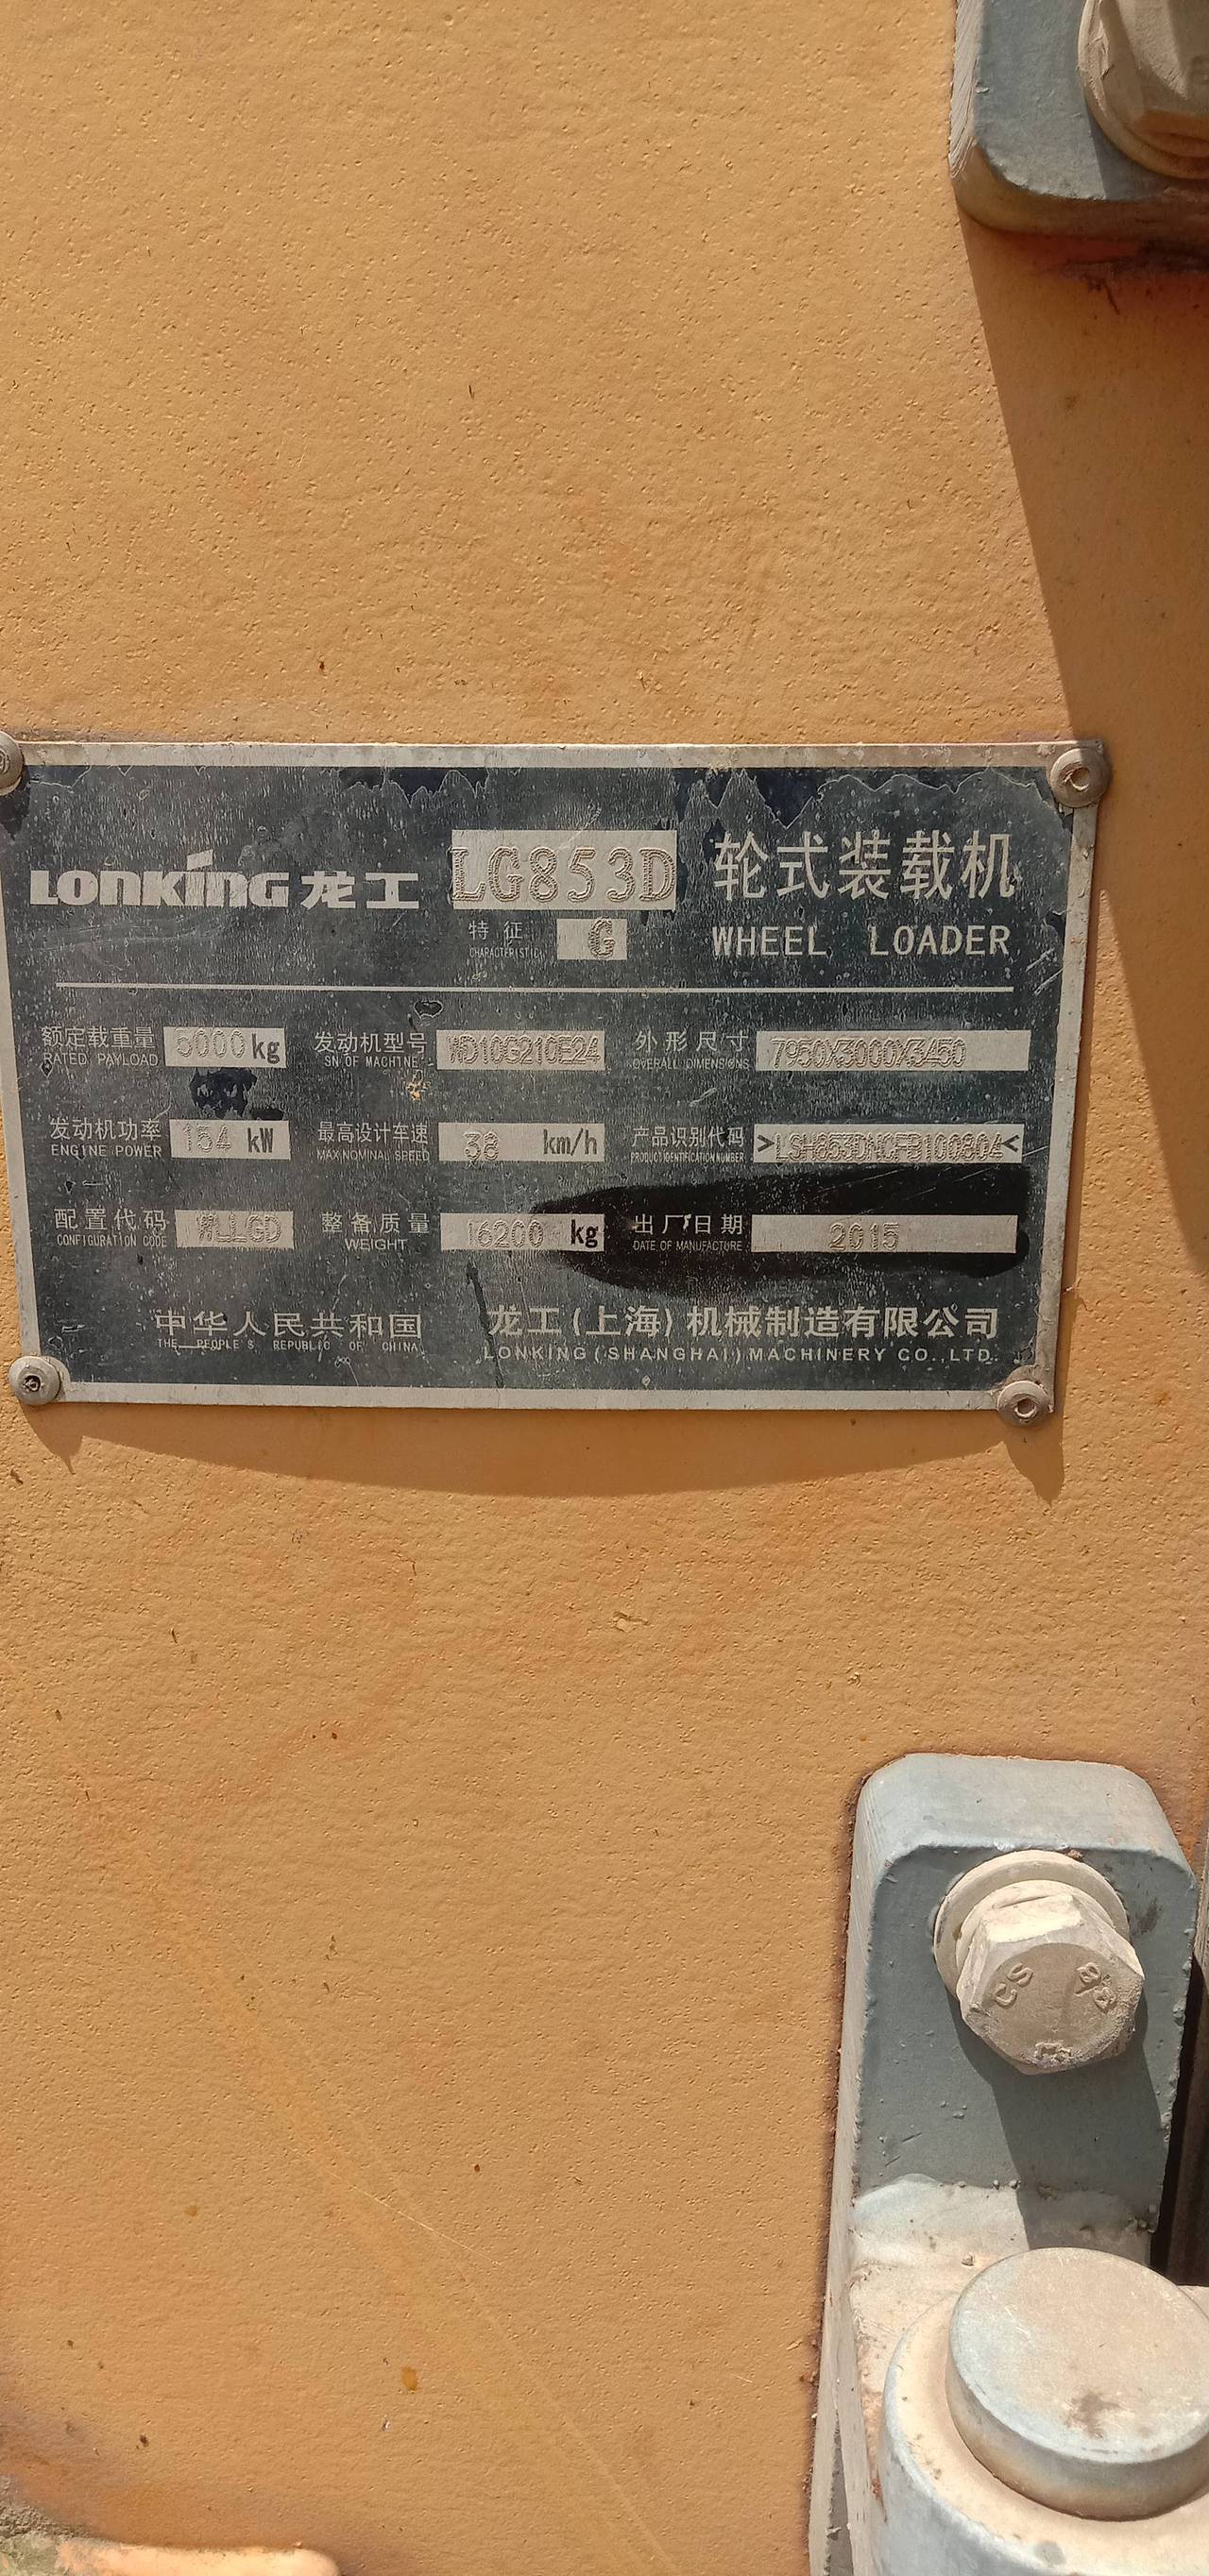 LONKING 龙工 LG853D 轮式装载机
特征 G WHEEL LOADER
CHARACTERISTIC
额定载重量 5000 kg 发动机型号 WD10G210E24 外形尺寸 7950X3000X3450
RATED PAYLOAD SN OF MACHINE OVERALL DIMENSIONS
发动机功率 154 kW 最高设计车速 38 km/h 产品识别代码 >LSH853DNCFB10080A<
ENGINE POWER MAX NOMINAL SPEED PRODUCT IDENTIFICATION NUMBER
配置代码 WLLGD 整备质量 16200 kg 出厂日期 2015
CONFIGURATION CODE WEIGHT DATE OF MANUFACTURE
中华人民共和国 龙工(上海)机械制造有限公司
THE PEOPLE'S REPUBLIC OF CHINA LONKING(SHANGHAI)MACHINERY CO.,LTD.